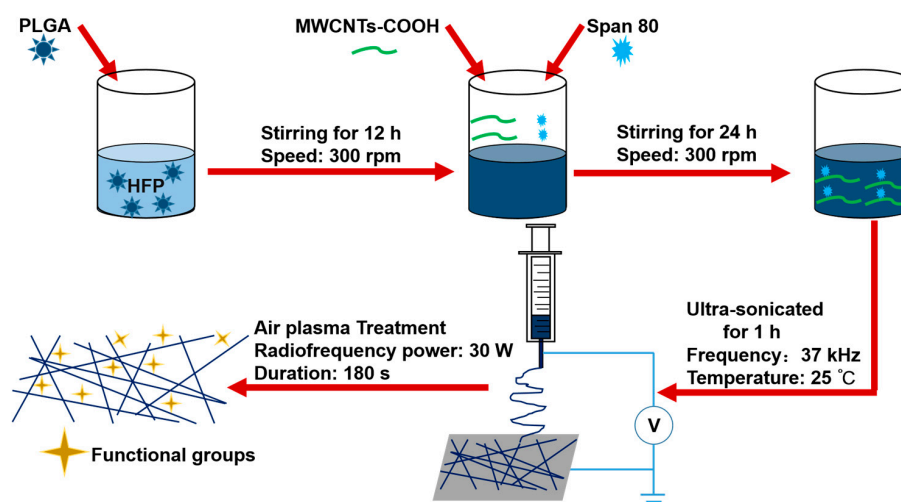 PLGA
MWCNTs-COOH
Span 80
HFP
Stirring for 12 h
Speed: 300 rpm
Stirring for 24 h
Speed: 300 rpm
Ultra-sonicated
for 1 h
Frequency：37 kHz
Temperature: 25 ℃
V
Air plasma Treatment
Radiofrequency power: 30 W
Duration: 180 s
Functional groups